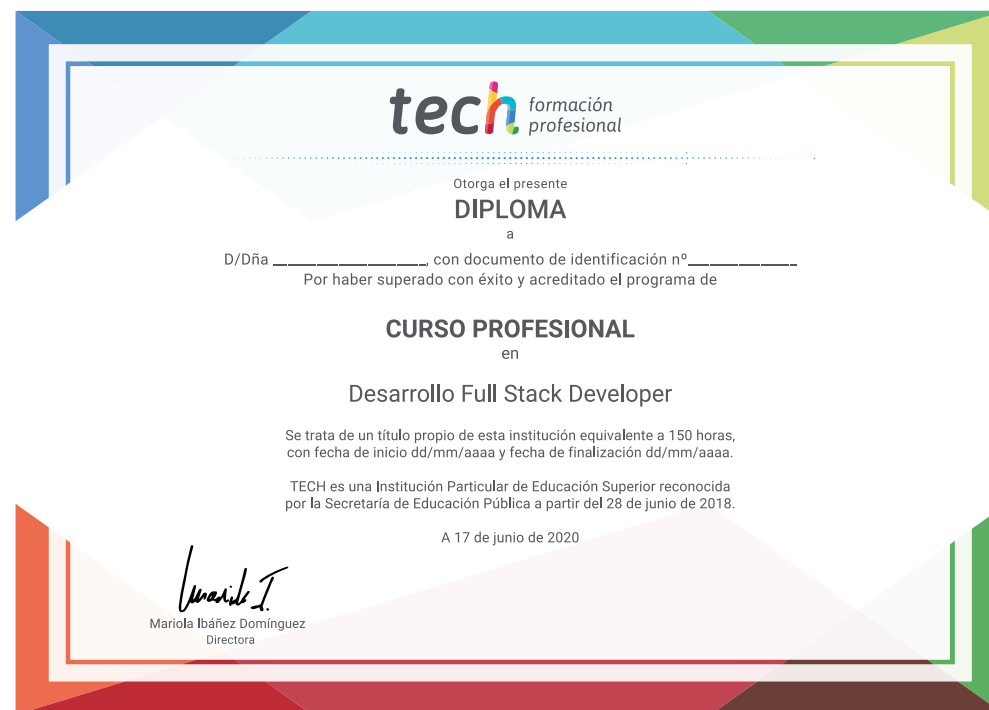 tech formación
profesional
Otorga el presente
DIPLOMA
a
D/Dña ______________________, con documento de identificación nº________________
Por haber superado con éxito y acreditado el programa de
CURSO PROFESIONAL
en
Desarrollo Full Stack Developer
Se trata de un título propio de esta institución equivalente a 150 horas,
con fecha de inicio dd/mm/aaaa y fecha de finalización dd/mm/aaaa.
TECH es una Institución Particular de Educación Superior reconocida
por la Secretaría de Educación Pública a partir del 28 de junio de 2018.
A 17 de junio de 2020
Mariola Ibáñez Domínguez
Directora